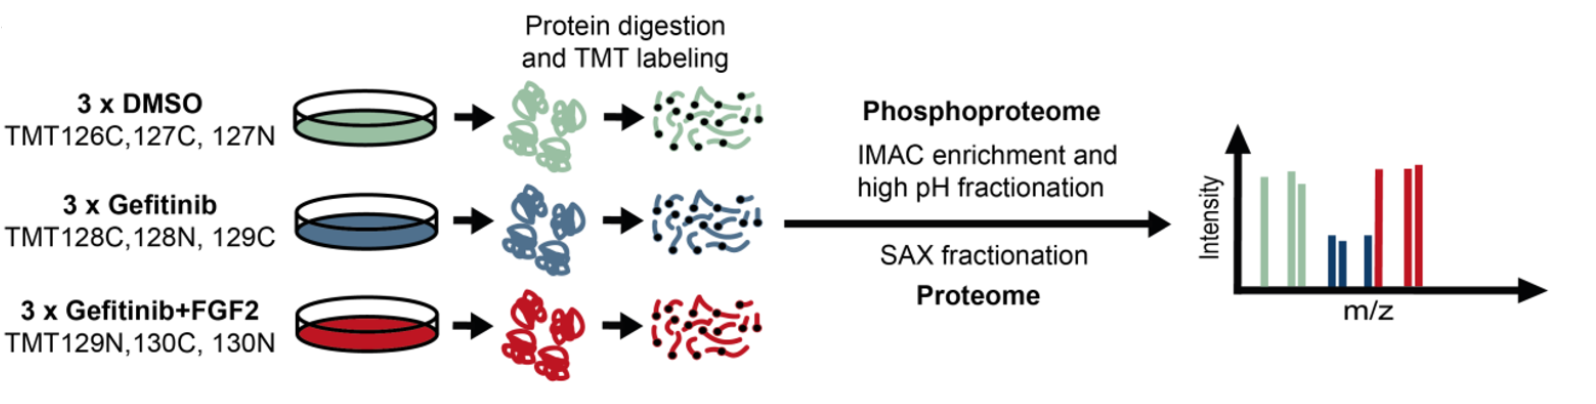 Protein digestion
and TMT labeling
3 x DMSO
TMT126C,127C, 127N
3 x Gefitinib
TMT128C,128N, 129C
3 x Gefitinib+FGF2
TMT129N,130C, 130N
Phosphoproteome
IMAC enrichment and
high pH fractionation
SAX fractionation
Proteome
Intensity
m/z